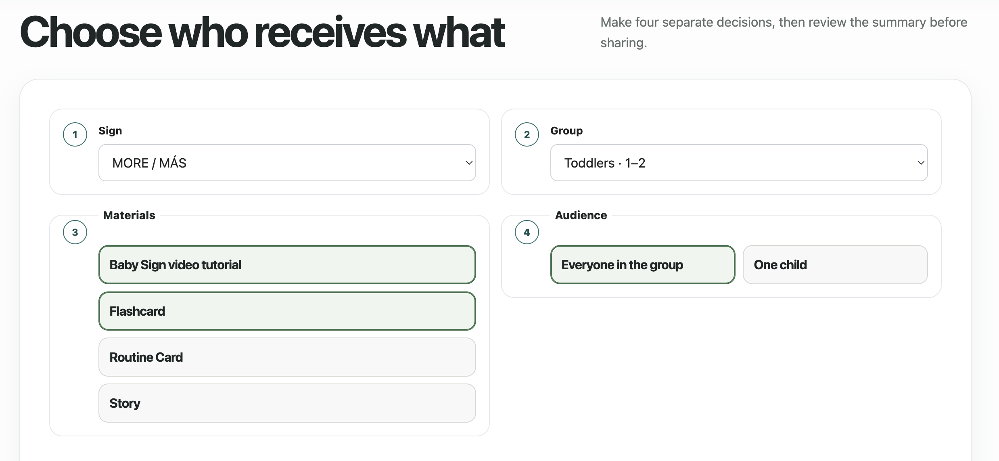 Choose who receives what
Make four separate decisions, then review the summary before
sharing.
1
Sign
MORE / MÁS
2
Group
Toddlers · 1–2
3
Materials
Baby Sign video tutorial
Flashcard
Routine Card
Story
4
Audience
Everyone in the group
One child